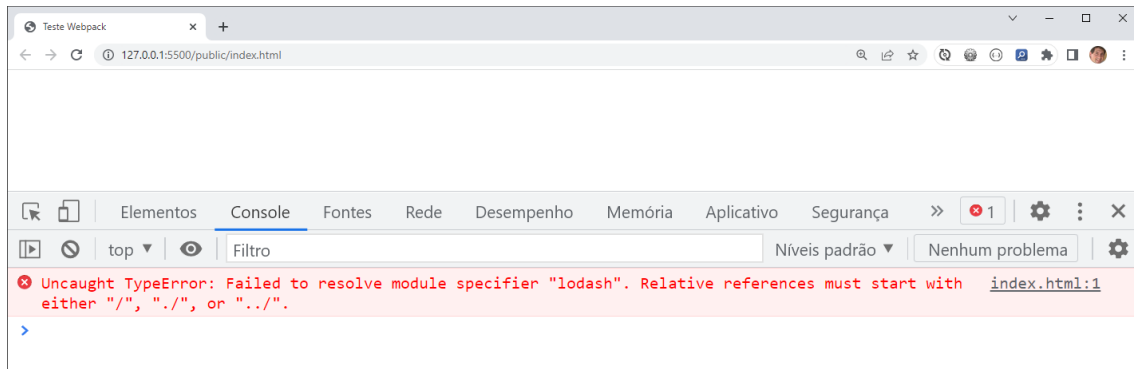 Teste Webpack
127.0.0.1:5500/public/index.html
Elementos Console Fontes Rede Desempenho Memória Aplicativo Segurança » 1
top ▼ Filtro Níveis padrão ▼ Nenhum problema
Uncaught TypeError: Failed to resolve module specifier "lodash". Relative references must start with index.html:1
either "/", "./", or "../".
>